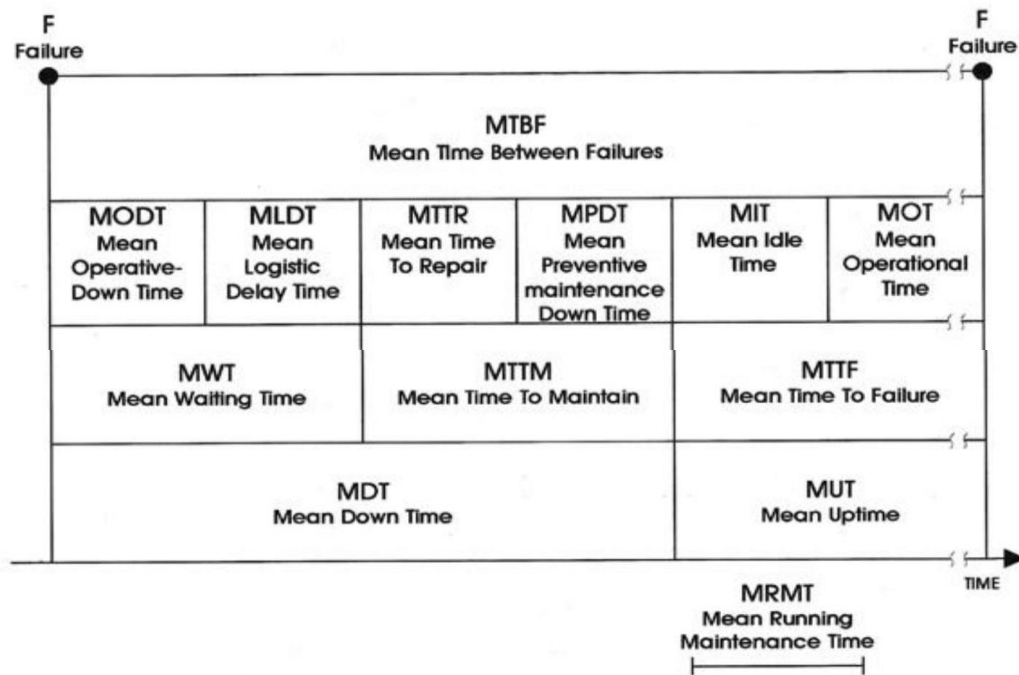 F
Failure
F
Failure
MTBF
Mean Time Between Failures
MODT
Mean
Operative-
Down Time
MLDT
Mean
Logistic
Delay Time
MTTR
Mean Time
To Repair
MPDT
Mean
Preventive
maintenance
Down Time
MIT
Mean Idle
Time
MOT
Mean
Operational
Time
MWT
Mean Waiting Time
MTTM
Mean Time To Maintain
MTTF
Mean Time To Failure
MDT
Mean Down Time
MUT
Mean Uptime
TIME
MRMT
Mean Running
Maintenance Time